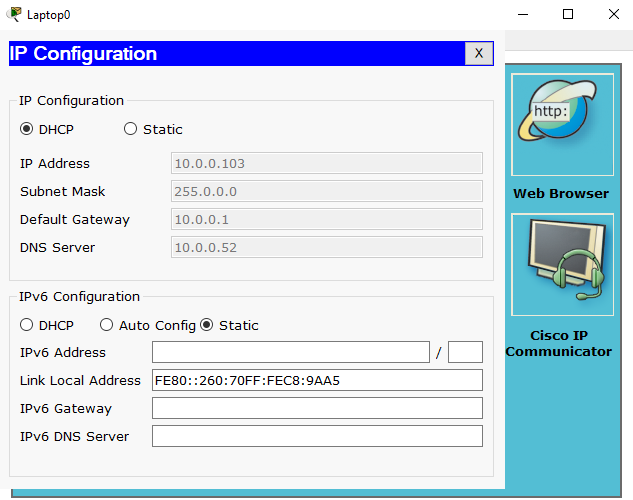 Laptop0
IP Configuration X
IP Configuration
DHCP Static
IP Address 10.0.0.103
Subnet Mask 255.0.0.0
Default Gateway 10.0.0.1
DNS Server 10.0.0.52
IPv6 Configuration
DHCP Auto Config Static
IPv6 Address /
Link Local Address FE80::260:70FF:FEC8:9AA5
IPv6 Gateway
IPv6 DNS Server
http:
Web Browser
Cisco IP
Communicator